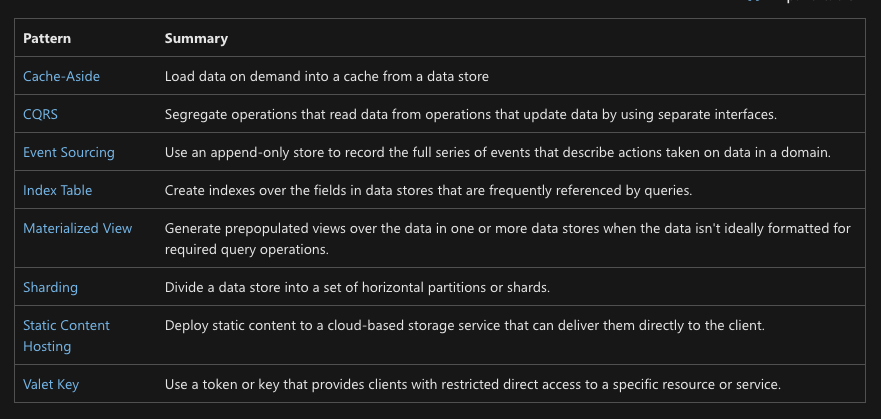 Pattern Summary
Cache-Aside Load data on demand into a cache from a data store
CQRS Segregate operations that read data from operations that update data by using separate interfaces.
Event Sourcing Use an append-only store to record the full series of events that describe actions taken on data in a domain.
Index Table Create indexes over the fields in data stores that are frequently referenced by queries.
Materialized View Generate prepopulated views over the data in one or more data stores when the data isn't ideally formatted for
required query operations.
Sharding Divide a data store into a set of horizontal partitions or shards.
Static Content Deploy static content to a cloud-based storage service that can deliver them directly to the client.
Hosting
Valet Key Use a token or key that provides clients with restricted direct access to a specific resource or service.